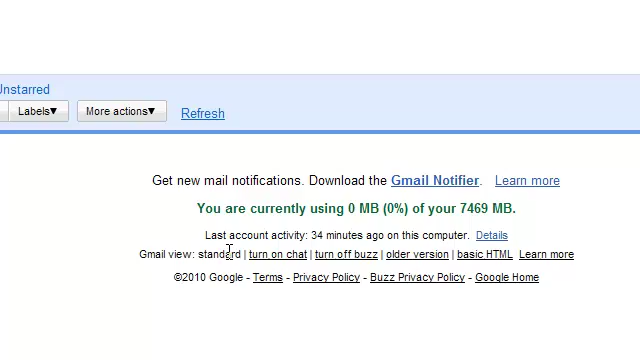 Unstarred
Labels▼ More actions▼ Refresh
Get new mail notifications. Download the Gmail Notifier. Learn more
You are currently using 0 MB (0%) of your 7469 MB.
Last account activity: 34 minutes ago on this computer. Details
Gmail view: standard | turn on chat | turn off buzz | older version | basic HTML Learn more
©2010 Google - Terms - Privacy Policy - Buzz Privacy Policy - Google Home